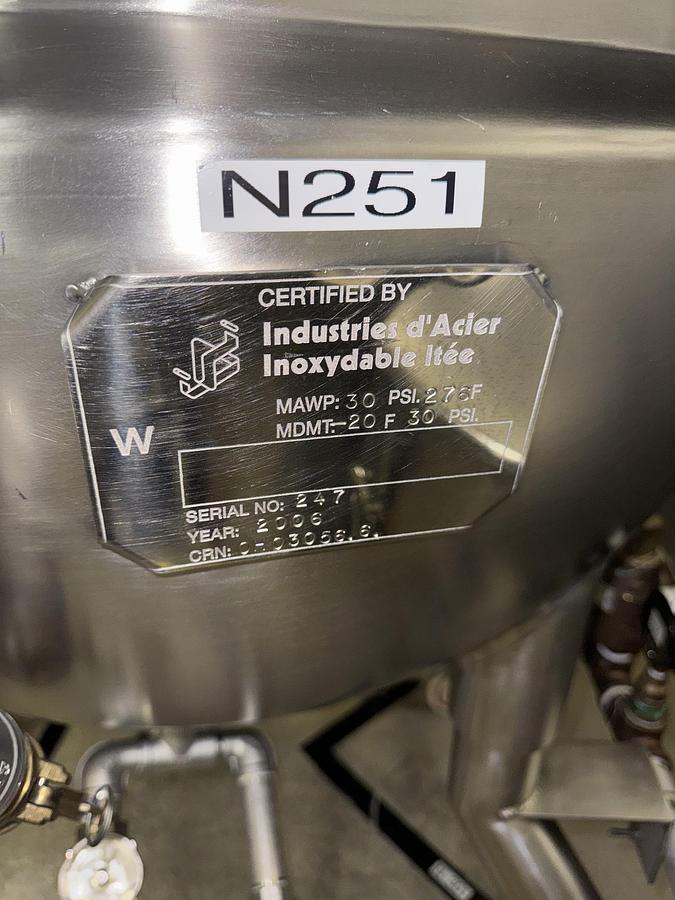 N251
CERTIFIED BY
Industries d'Acier
Inoxydable ltée
MAWP: 30 PSI. 276F
MDMT: -20 F 30 PSI.
W
SERIAL NO: 247
YEAR: 2006
CRN: 03056.6.